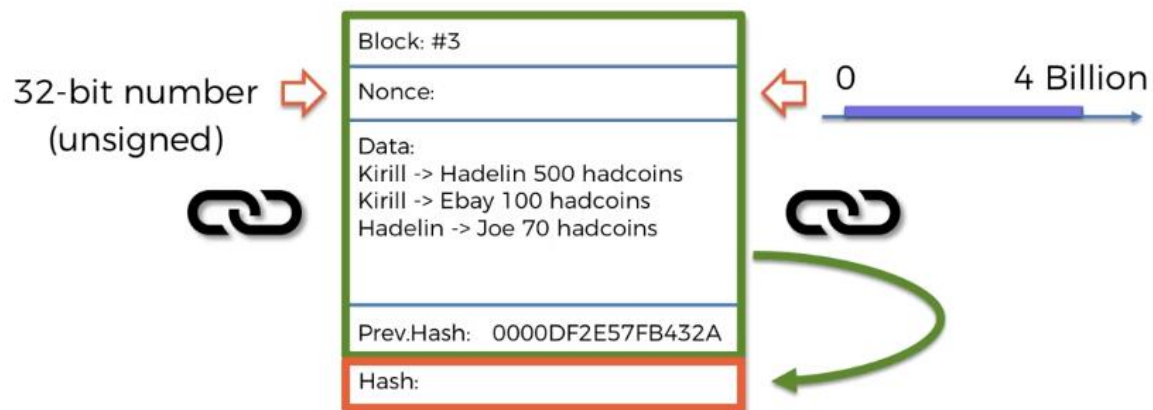 32-bit number
(unsigned)
Block: #3
Nonce:
Data:
Kirill -> Hadelin 500 hadcoins
Kirill -> Ebay 100 hadcoins
Hadelin -> Joe 70 hadcoins
Prev.Hash: 0000DF2E57FB432A
Hash:
0 4 Billion